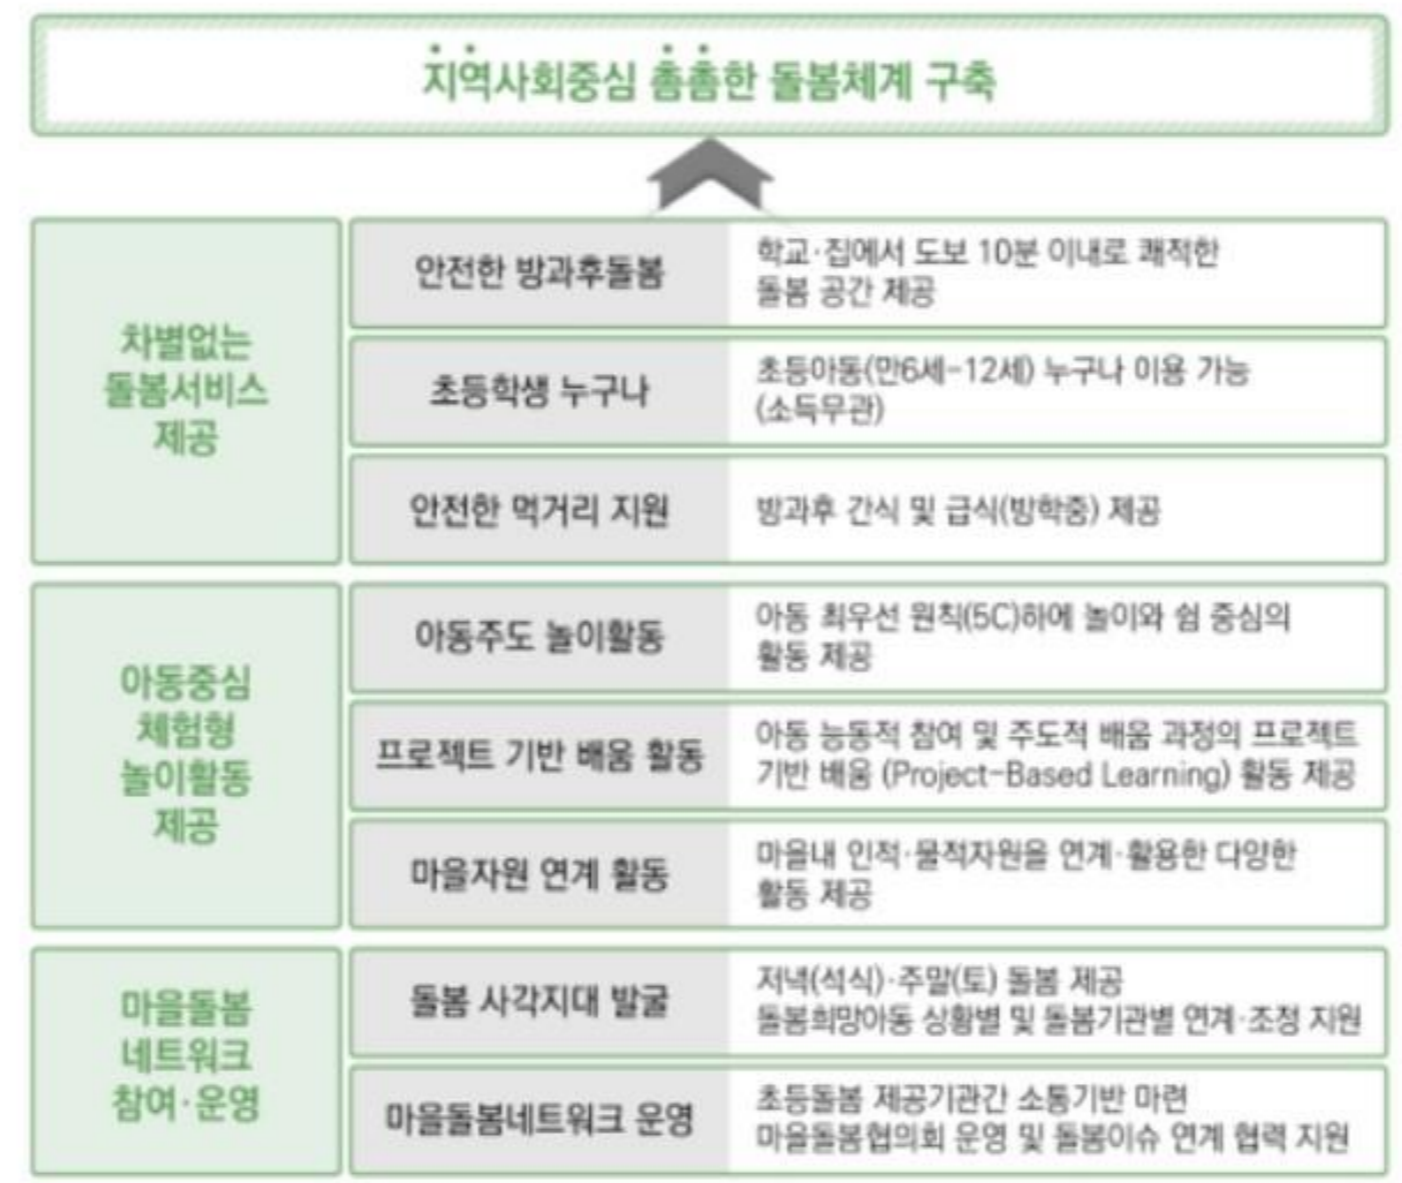 지역사회중심 촘촘한 돌봄체계 구축
차별없는
돌봄서비스
제공
안전한 방과후돌봄
학교·집에서 도보 10분 이내로 쾌적한
돌봄 공간 제공
초등학생 누구나
초등아동(만6세-12세) 누구나 이용 가능
(소득무관)
안전한 먹거리 지원
방과후 간식 및 급식(방학중) 제공
아동중심
체험형
놀이활동
제공
아동주도 놀이활동
아동 최우선 원칙(5C)하에 놀이와 쉼 중심의
활동 제공
프로젝트 기반 배움 활동
아동 능동적 참여 및 주도적 배움 과정의 프로젝트
기반 배움 (Project-Based Learning) 활동 제공
마을자원 연계 활동
마을내 인적·물적자원을 연계·활용한 다양한
활동 제공
마을돌봄
네트워크
참여·운영
돌봄 사각지대 발굴
저녁(석식)·주말(토) 돌봄 제공
돌봄희망아동 상황별 및 돌봄기관별 연계·조정 지원
마을돌봄네트워크 운영
초등돌봄 제공기관간 소통기반 마련
마을돌봄협의회 운영 및 돌봄이슈 연계 협력 지원